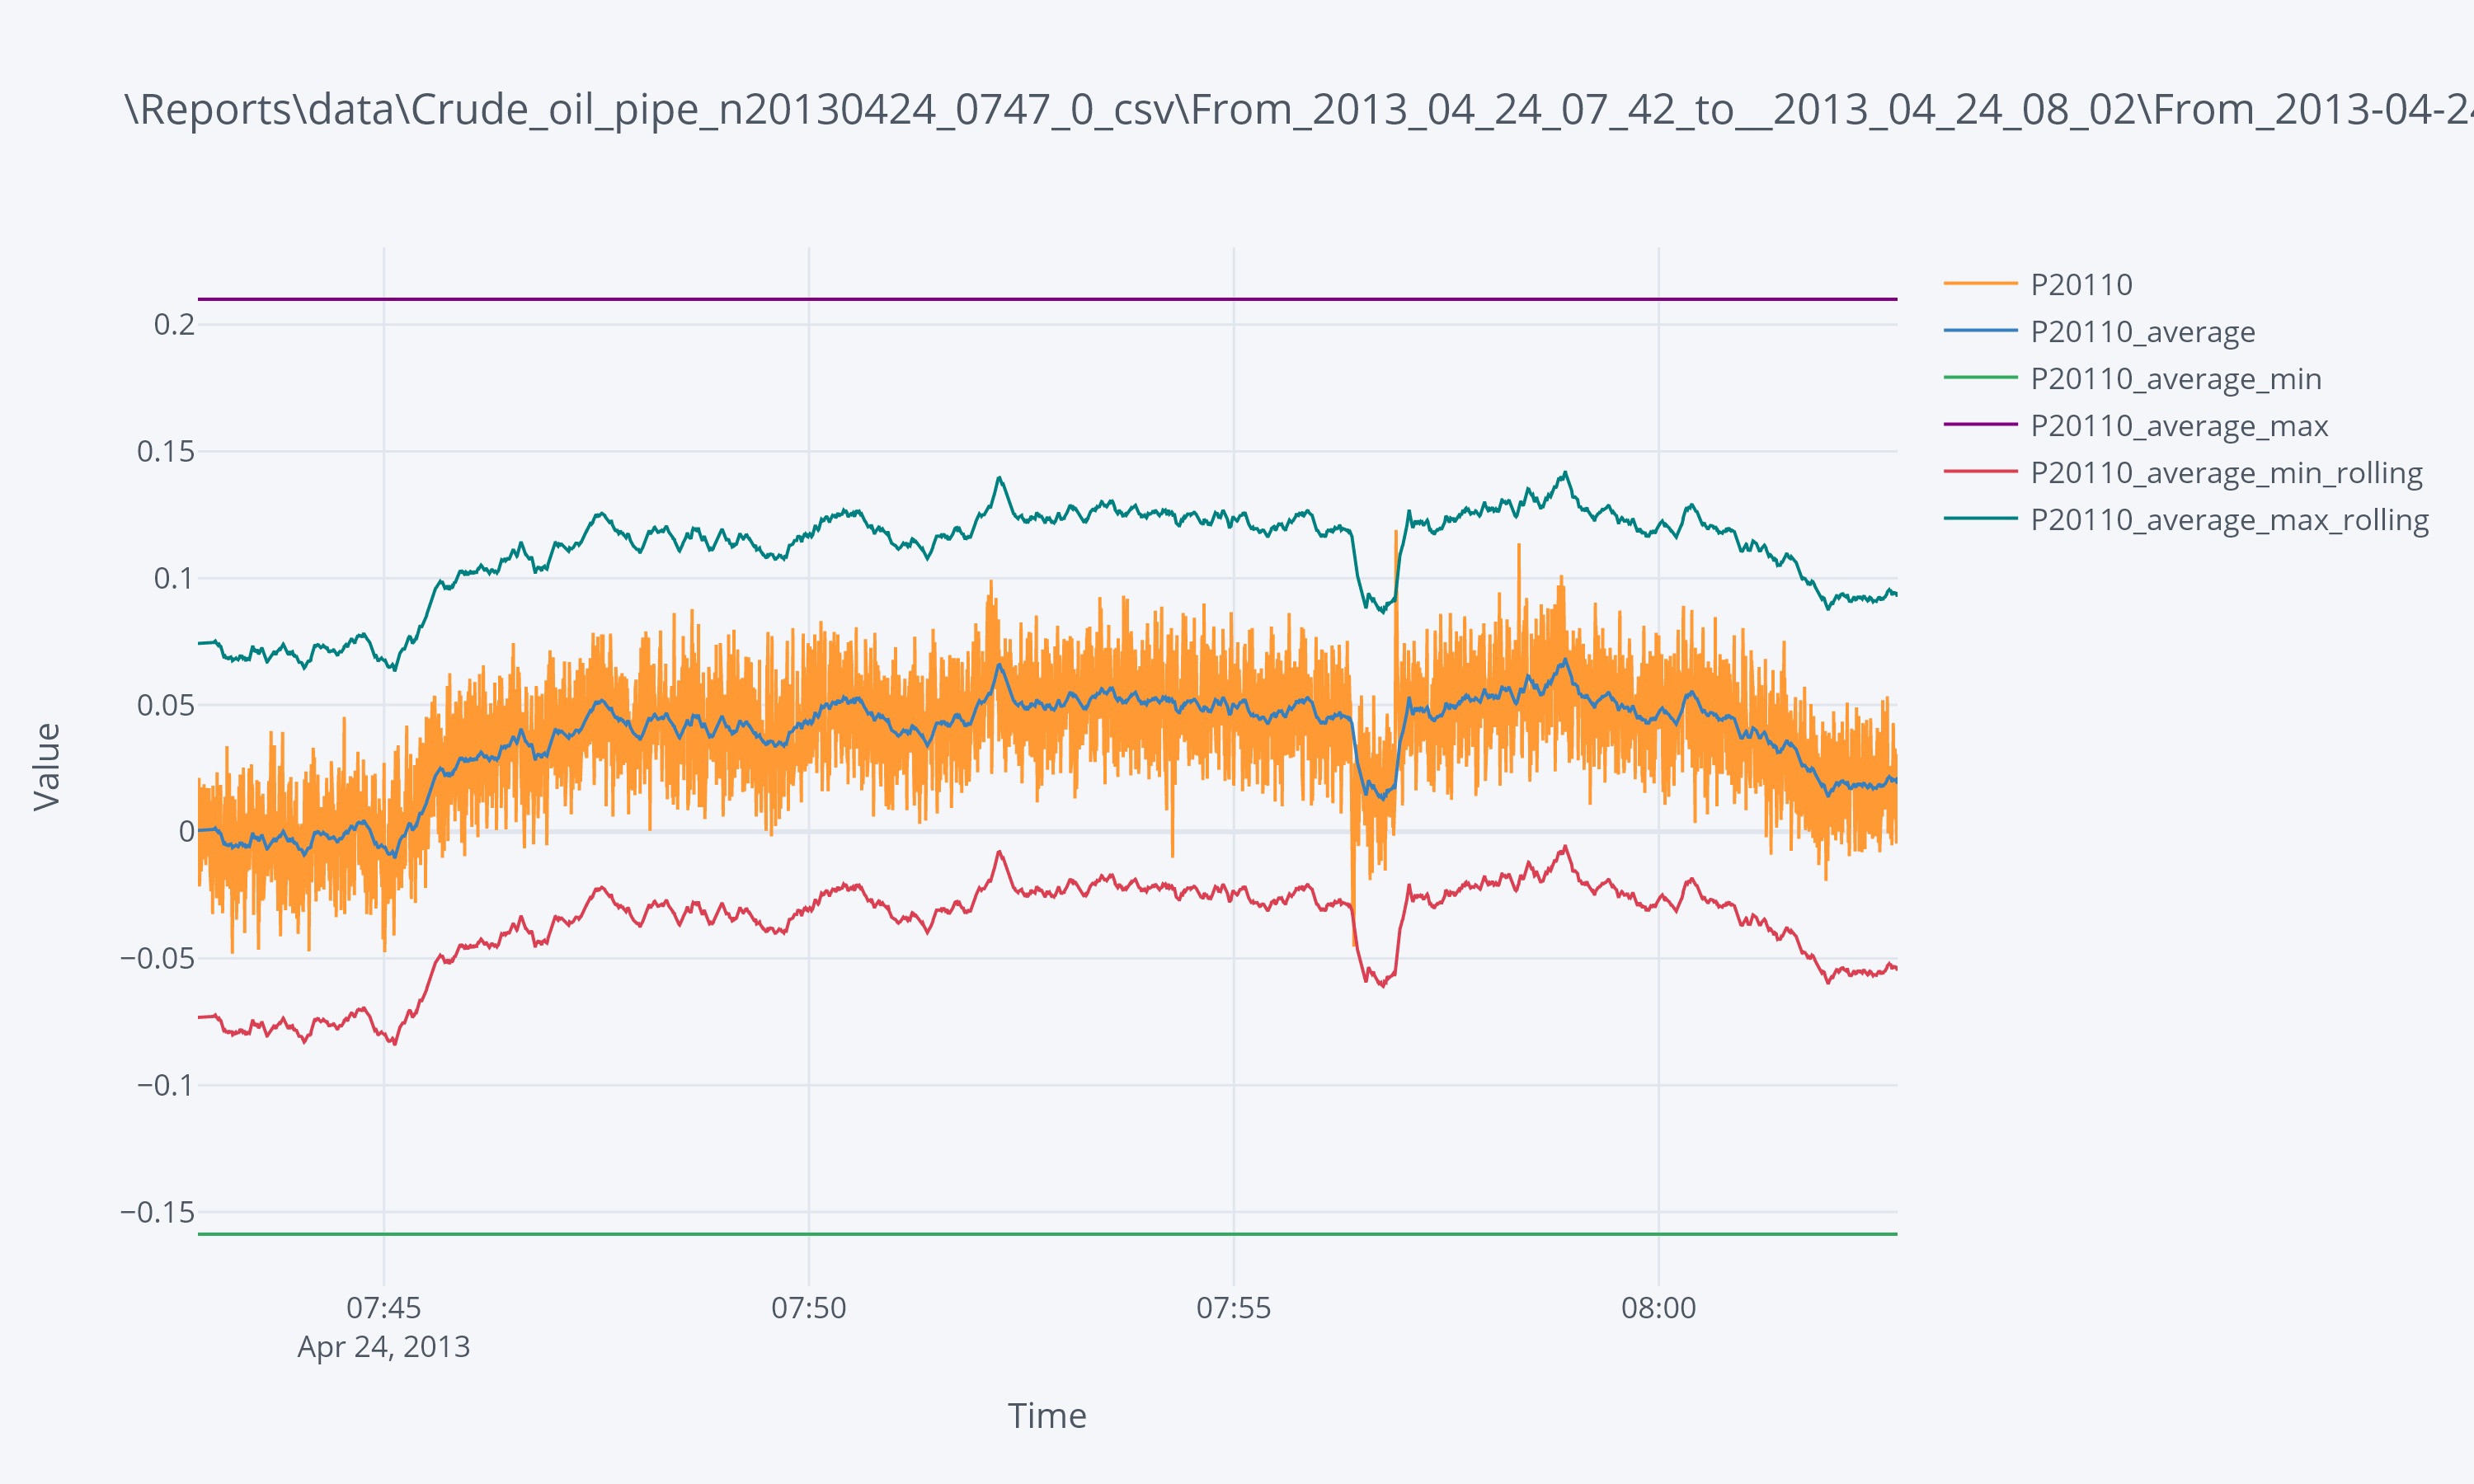 \Reports\data\Crude_oil_pipe_n20130424_0747_0_csv\From_2013_04_24_07_42_to__2013_04_24_08_02\From_2013-04-24
P20110
P20110_average
P20110_average_min
P20110_average_max
P20110_average_min_rolling
P20110_average_max_rolling
0.2
0.15
0.1
0.05
0
−0.05
−0.1
−0.15
Value
07:45
07:50
07:55
08:00
Apr 24, 2013
Time